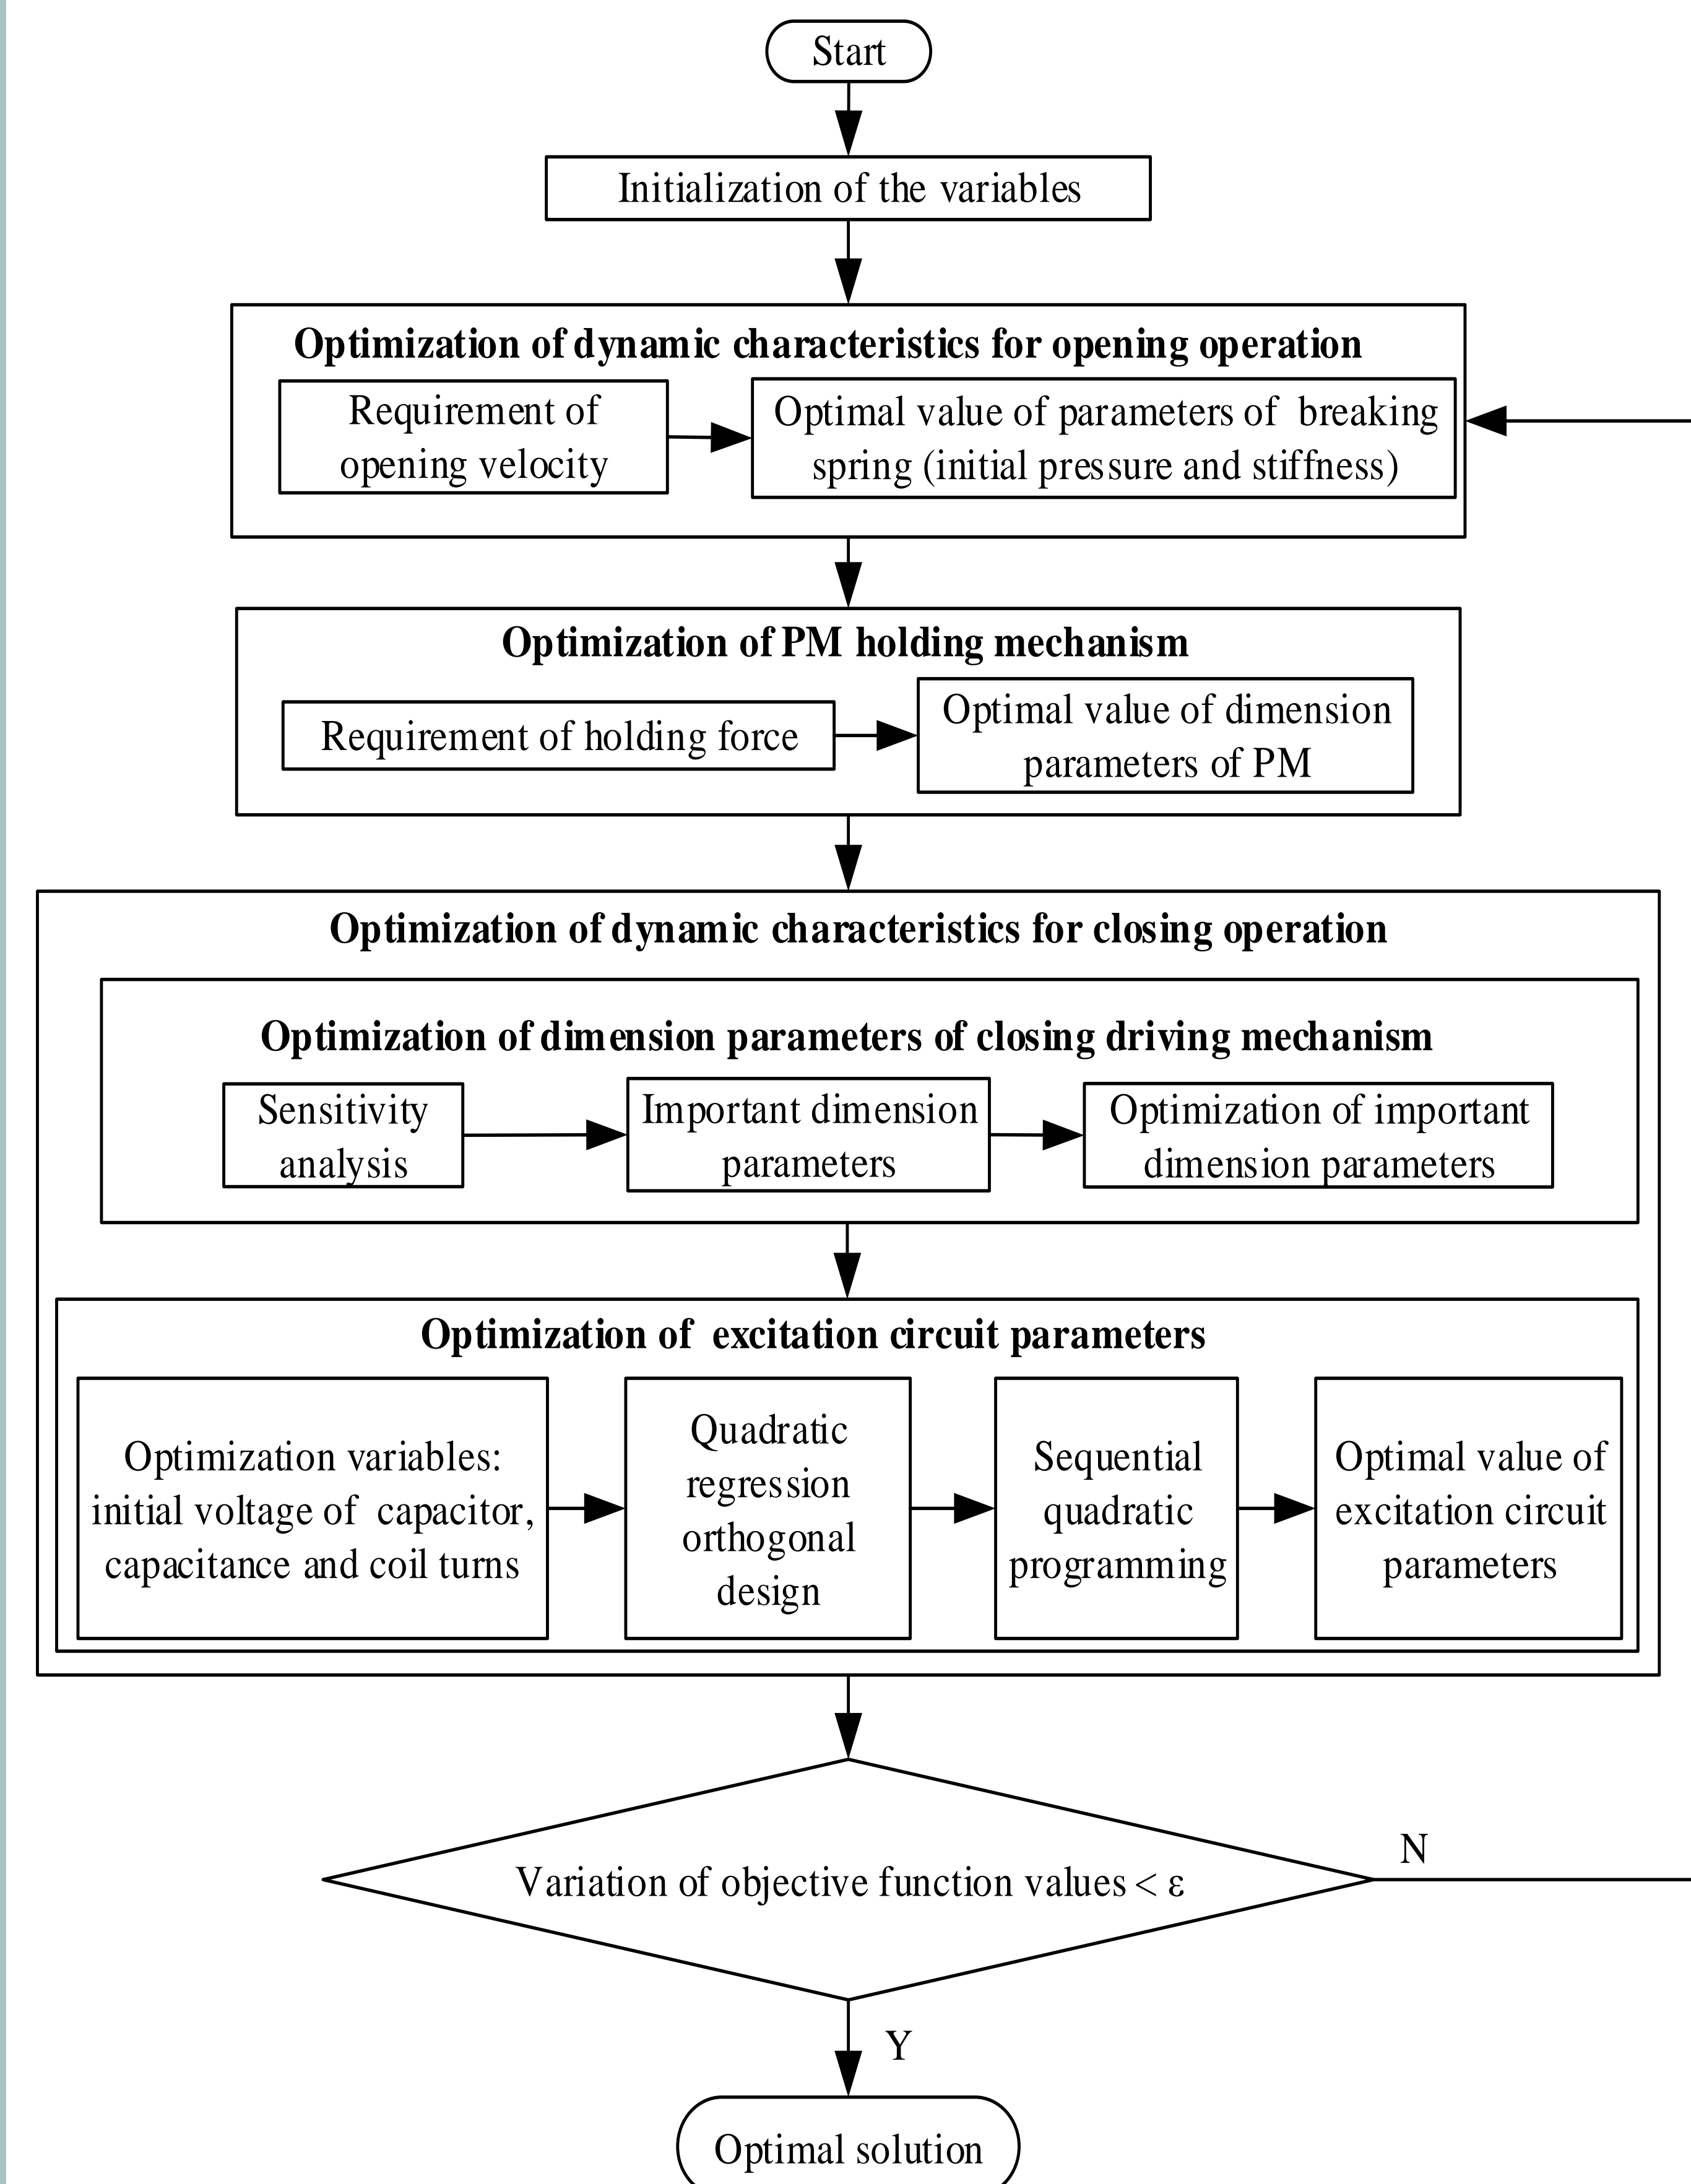 Start
Initialization of the variables
Optimization of dynamic characteristics for opening operation
Requirement of
opening velocity
Optimal value of parameters of breaking
spring (initial pressure and stiffness)
Optimization of PM holding mechanism
Requirement of holding force
Optimal value of dimension
parameters of PM
Optimization of dynamic characteristics for closing operation
Optimization of dimension parameters of closing driving mechanism
Sensitivity
analysis
Important dimension
parameters
Optimization of important
dimension parameters
Optimization of excitation circuit parameters
Optimization variables:
initial voltage of capacitor,
capacitance and coil turns
Quadratic
regression
orthogonal
design
Sequential
quadratic
programming
Optimal value of
excitation circuit
parameters
Variation of objective function values < ε
N
Y
Optimal solution